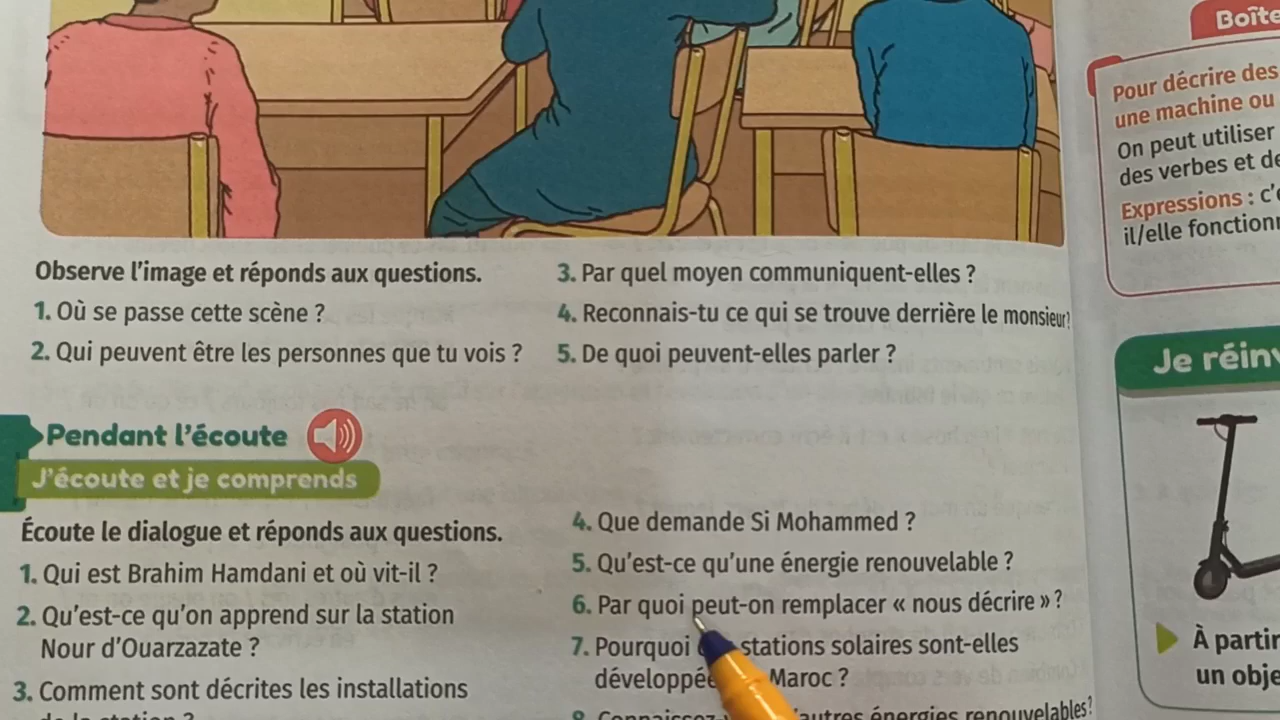 Observe l'image et réponds aux questions.
1. Où se passe cette scène ?
2. Qui peuvent être les personnes que tu vois ?
3. Par quel moyen communiquent-elles ?
4. Reconnais-tu ce qui se trouve derrière le monsieur?
5. De quoi peuvent-elles parler ?
Pendant l'écoute
J'écoute et je comprends
Écoute le dialogue et réponds aux questions.
1. Qui est Brahim Hamdani et où vit-il ?
2. Qu'est-ce qu'on apprend sur la station
Nour d'Ouarzazate ?
3. Comment sont décrites les installations
4. Que demande Si Mohammed ?
5. Qu'est-ce qu'une énergie renouvelable ?
6. Par quoi peut-on remplacer « nous décrire » ?
7. Pourquoi stations solaires sont-elles
Maroc ?
énergies renouvelables?
Boîte
Pour décrire des
une machine ou
On peut utiliser
des verbes et
Expressions :
il/elle
Je
À partir
un